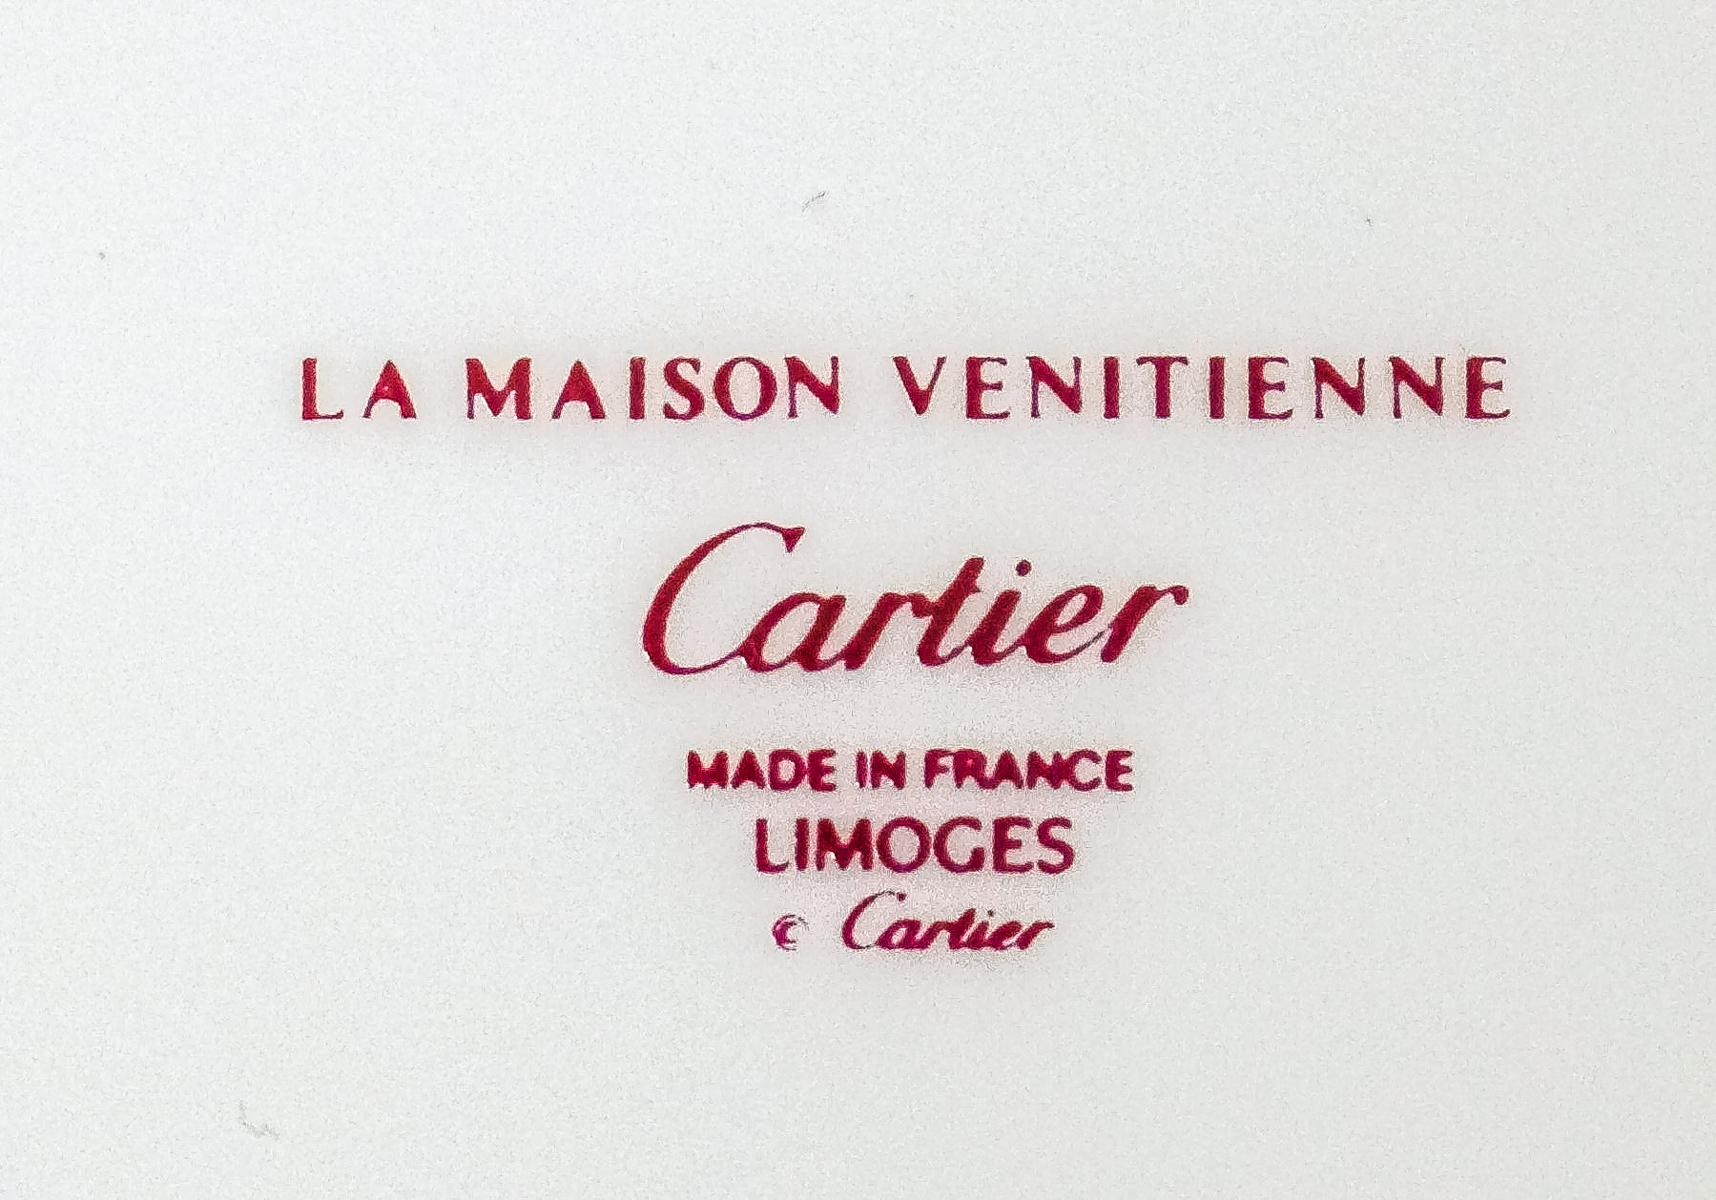 LA MAISON VENITIENNE
Cartier
MADE IN FRANCE
LIMOGES
© Cartier